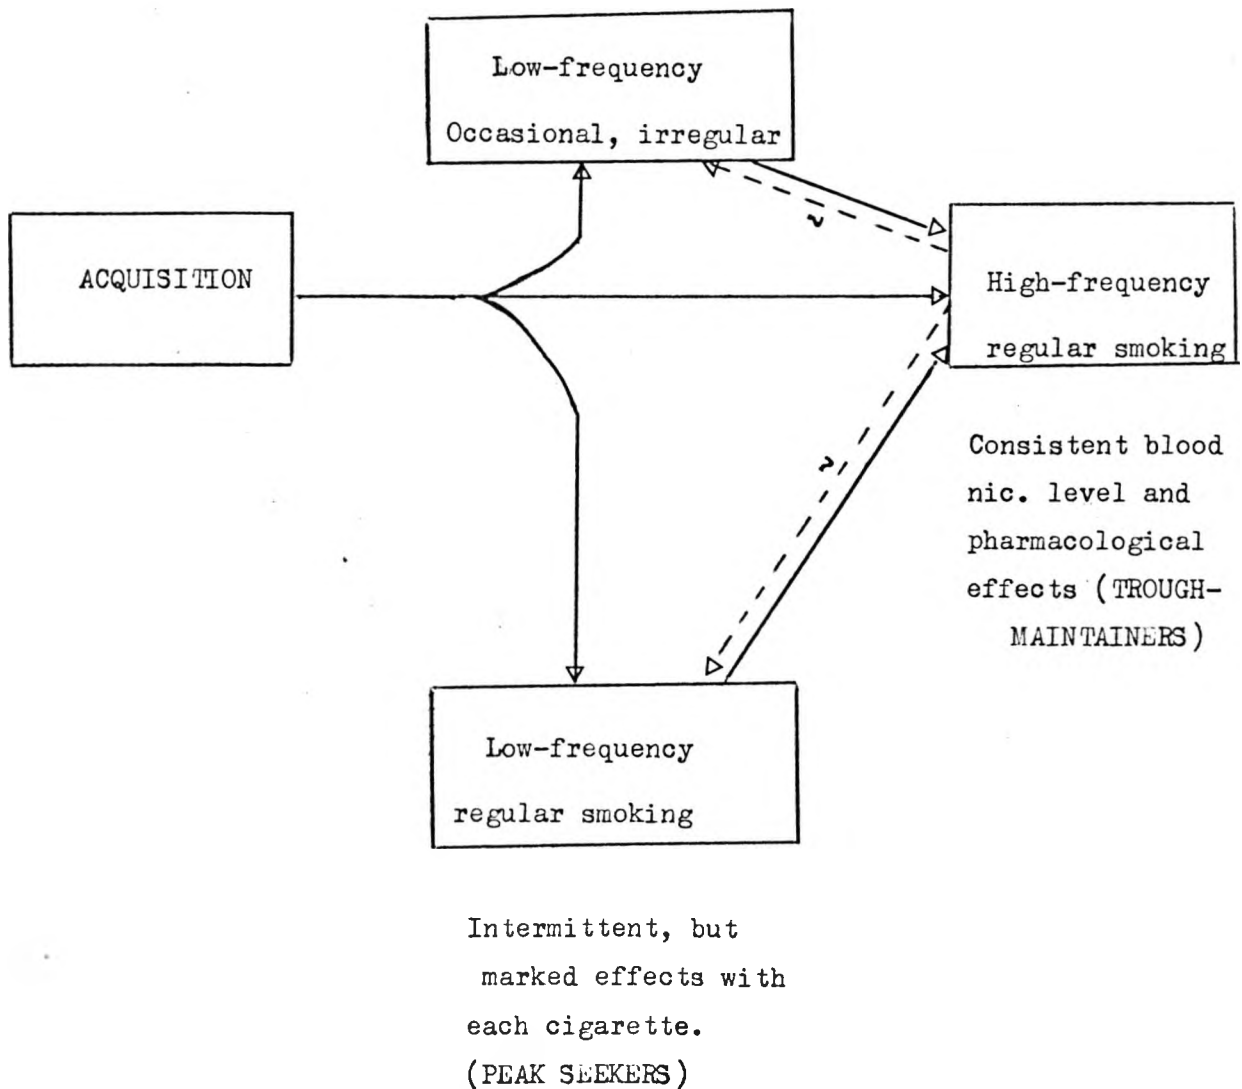 Low-frequency
Occasional, irregular
ACQUISITION
?
High-frequency
regular smoking
Consistent blood
nic. level and
pharmacological
effects (TROUGH-
MAINTAINERS)
?
Low-frequency
regular smoking
Intermittent, but
marked effects with
each cigarette.
(PEAK SEEKERS)